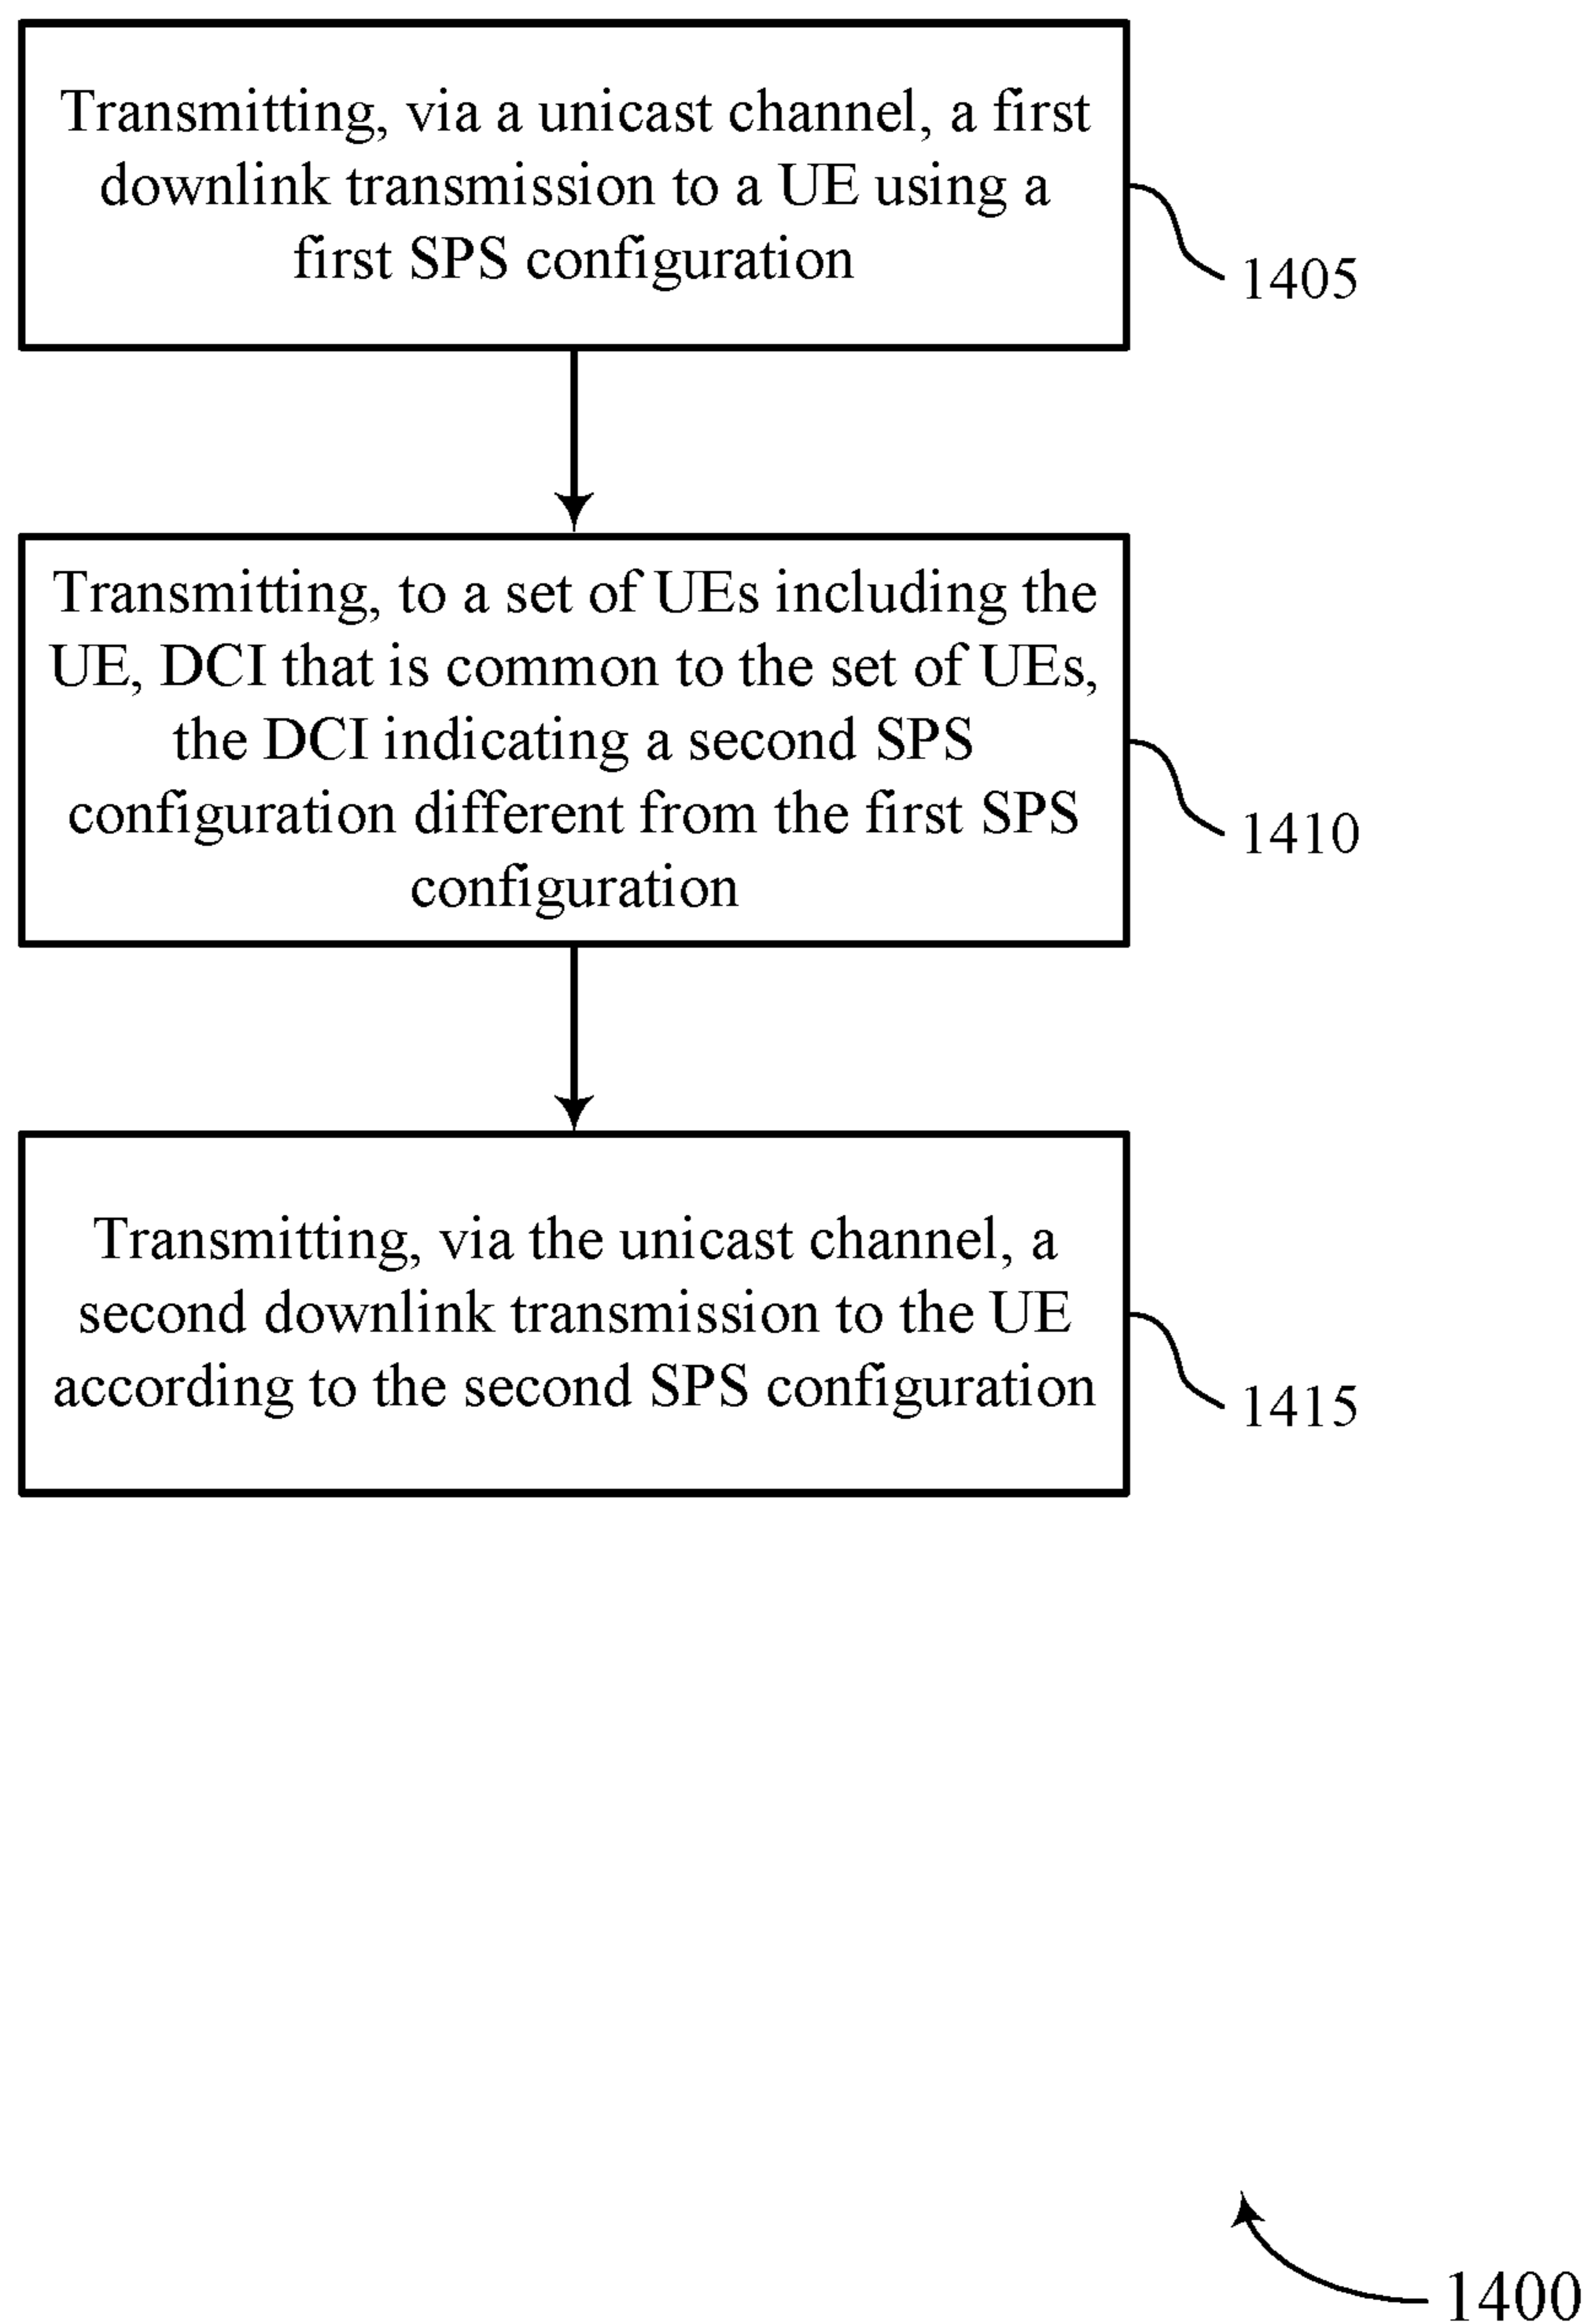 Transmitting, via a unicast channel, a first
downlink transmission to a UE using a
first SPS configuration
1405
Transmitting, to a set of UEs including the
UE, DCI that is common to the set of UEs,
the DCI indicating a second SPS
configuration different from the first SPS
configuration
1410
Transmitting, via the unicast channel, a
second downlink transmission to the UE
according to the second SPS configuration
1415
1400